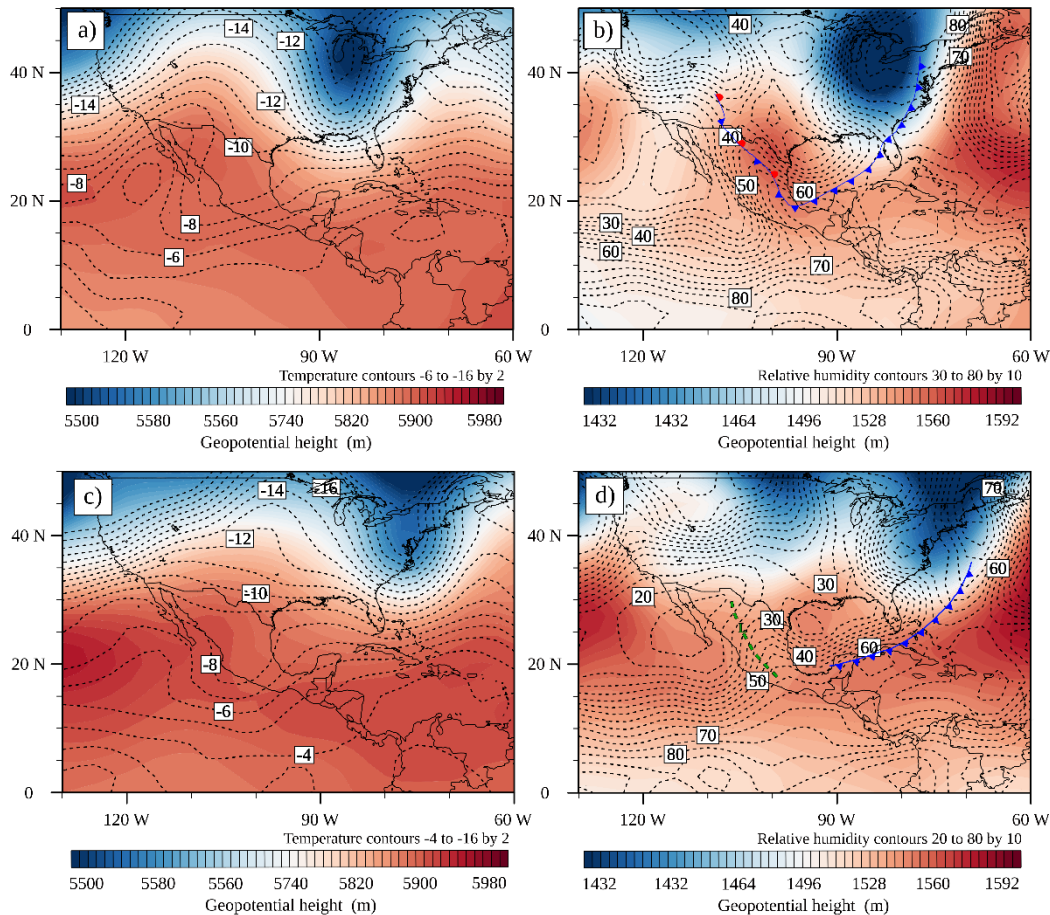 a)
-14
-12
40 N
-14
-12
-10
-8
20 N
-8
-6
0
120 W
90 W
60 W
Temperature contours -6 to -16 by 2
5500
5560
5560
5740
5820
5900
5980
Geopotential height (m)
b)
40
80
70
40 N
40
50
60
20 N
30
40
60
70
80
0
120 W
90 W
60 W
Relative humidity contours 30 to 80 by 10
1432
1432
1464
1496
1528
1560
1592
Geopotential height (m)
c)
-14
-16
40 N
-12
-10
20 N
-8
-6
-4
0
120 W
90 W
60 W
Temperature contours -4 to -16 by 2
5500
5580
5660
5740
5820
5900
5980
Geopotential height (m)
d)
70
40 N
60
20
30
30
60
20 N
40
50
70
80
0
120 W
90 W
60 W
Relative humidity contours 20 to 80 by 10
1432
1432
1464
1496
1528
1560
1592
Geopotential height (m)